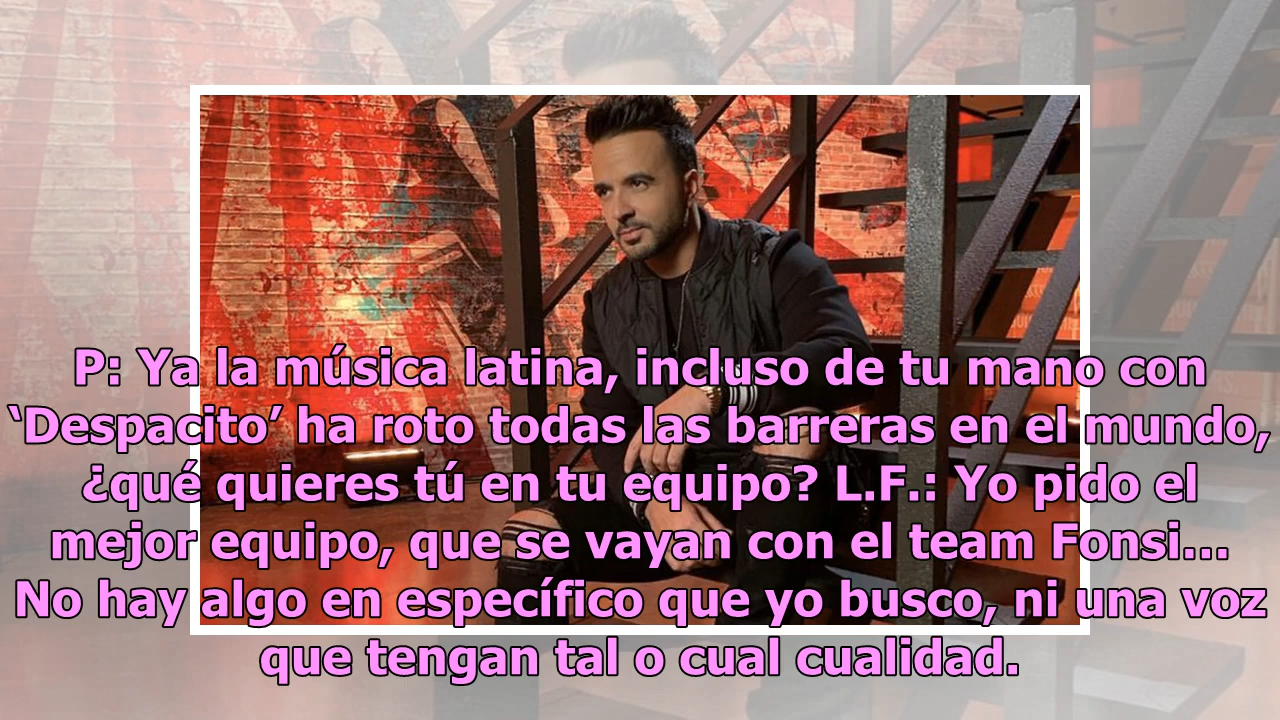 P: Ya la música latina, incluso de tu mano con
‘Despacito’ ha roto todas las barreras en el mundo,
¿qué quieres tú en tu equipo? L.F.: Yo pido el
mejor equipo, que se vayan con el team Fonsi...
No hay algo en específico que yo busco, ni una voz
que tengan tal o cual cualidad.